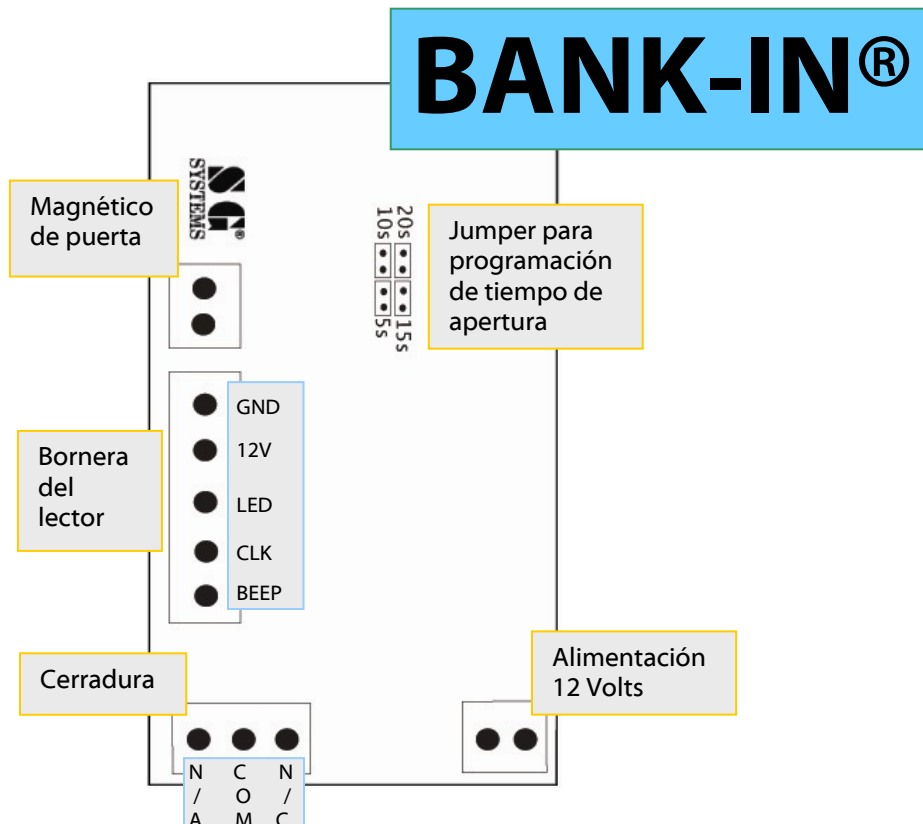 BANK-IN®
SG®
SYSTEMS
Magnético
de puerta
20s
10s
5s
15s
Jumper para
programación
de tiempo de
apertura
Bornera
del
lector
GND
12V
LED
CLK
BEEP
Cerradura
Alimentación
12 Volts
N/A
COM
N/C